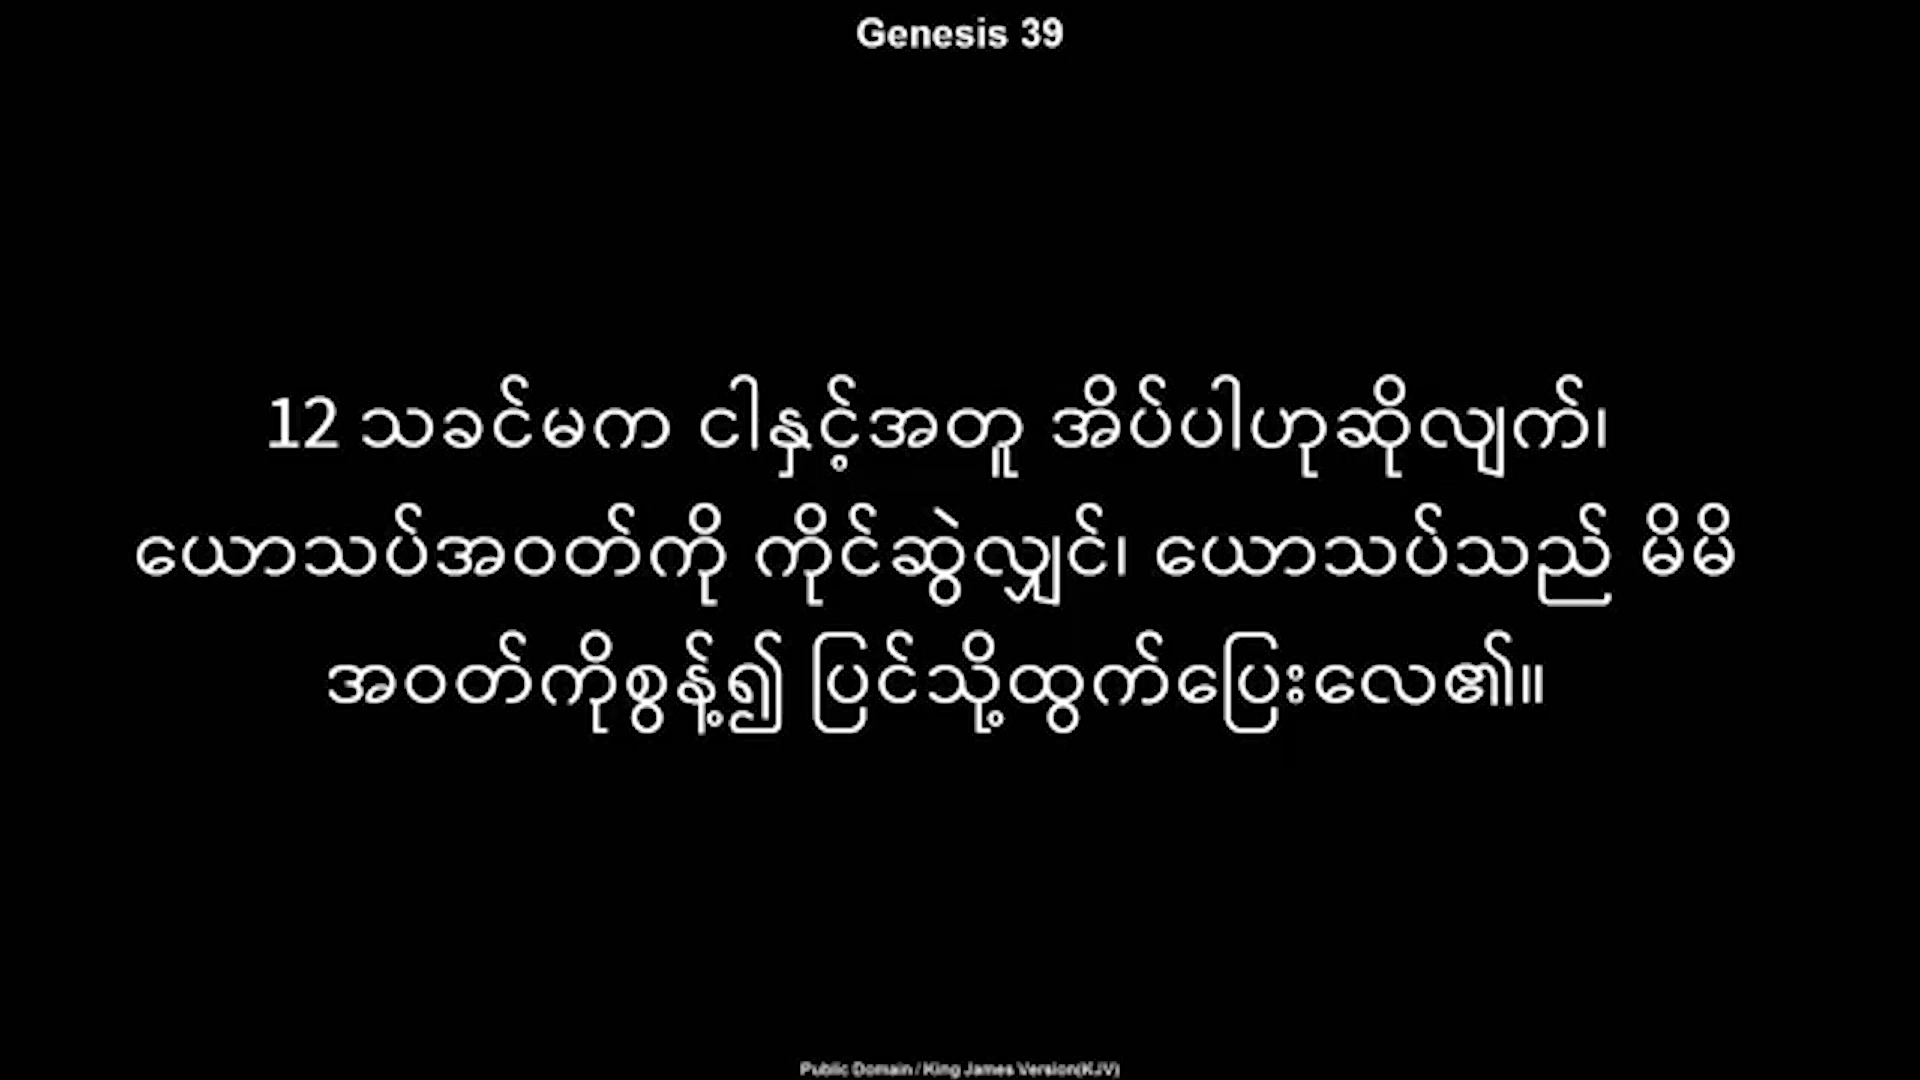 Genesis 39
12 သခင်မက ငါနှင့်အတူ အိပ်ပါဟုဆိုလျက်၊
ယောသပ်အဝတ်ကို ကိုင်ဆွဲလျှင်၊ ယောသပ်သည် မိမိ
အဝတ်ကိုစွန့်၍ ပြင်သို့ထွက်ပြေးလေ၏။
Public Domain / King James Version(KJV)